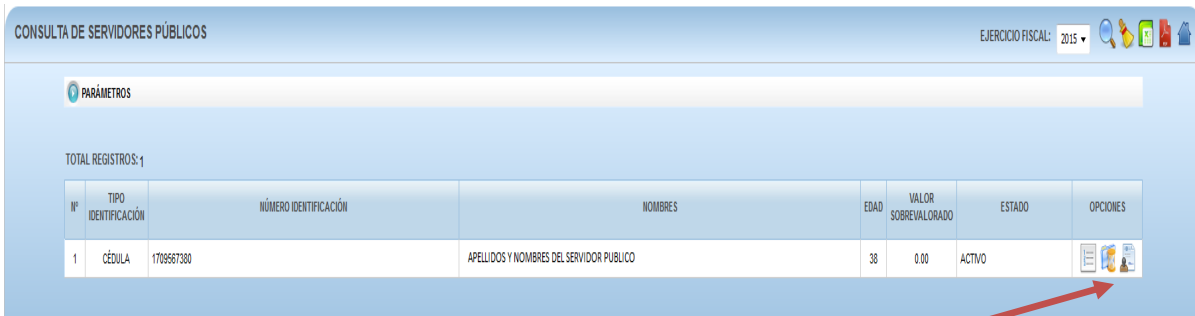 CONSULTA DE SERVIDORES PÚBLICOS EJERCICIO FISCAL: 2015
PARÁMETROS
TOTAL REGISTROS: 1
Nº TIPO IDENTIFICACIÓN NÚMERO IDENTIFICACIÓN NOMBRES EDAD VALOR SOBREVALORADO ESTADO OPCIONES
1 CÉDULA 1709567380 APELLIDOS Y NOMBRES DEL SERVIDOR PUBLICO 38 0.00 ACTIVO